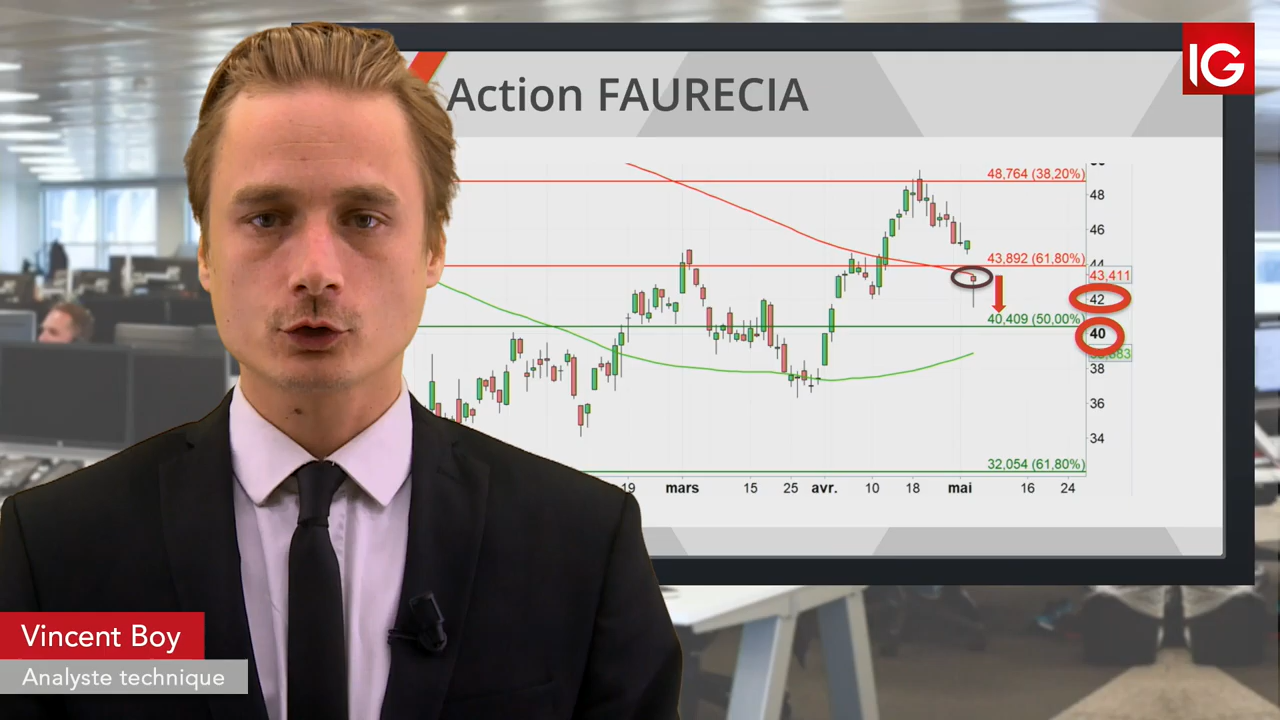 IG
Action FAURECIA
48,764 (38,20%)
48
46
43,892 (61,80%)
44
43,411
42
40,409 (50,00%)
40
38
36
34
32,054 (61,80%)
19
mars
15
25
avr.
10
18
mai
16
24
Vincent Boy
Analyste technique